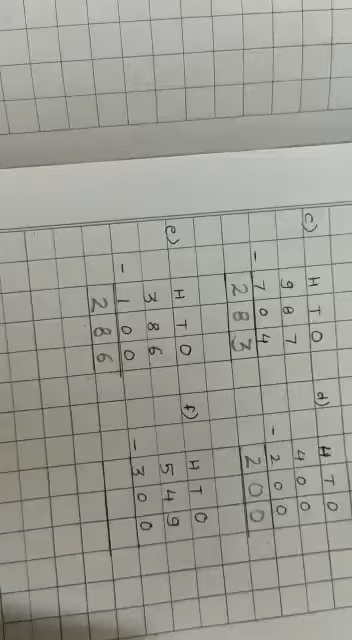 c) H T O
9 8 7
- 7 0 4
2 8 3
d) H T O
4 0 0
- 2 0 0
2 0 0
e) H T O
3 8 6
- 1 0 0
2 8 6
f) H T O
5 4 9
- 3 0 0